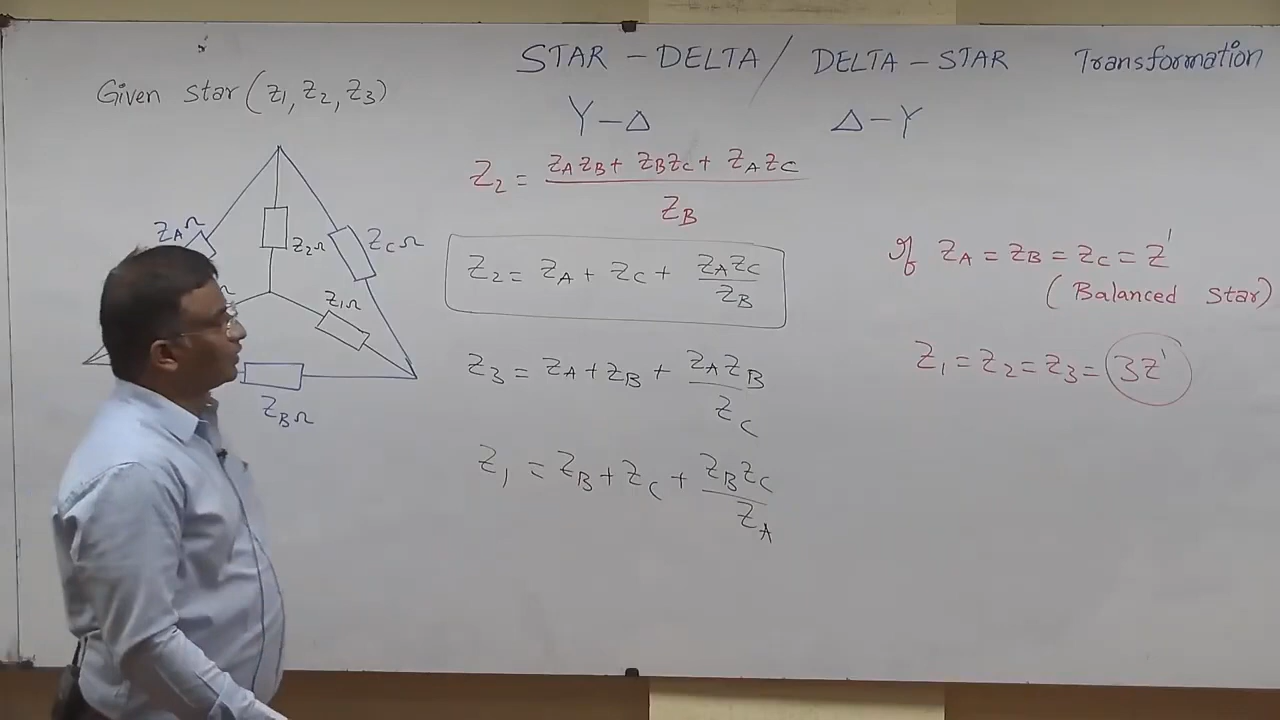 STAR - DELTA / DELTA - STAR Transformation
Given star (Z1, Z2, Z3)
Y - Δ Δ - Y
Z2 = ZAZB + ZBZC + ZAZC
ZB
ZAΩ
Z2Ω
ZCΩ
Z2 = ZA + ZC + ZAZC
ZB
If ZA = ZB = ZC = Z'
(Balanced star)
Ω
Z1Ω
Z3 = ZA + ZB + ZAZB
ZC
Z1 = Z2 = Z3 = 3Z'
ZBΩ
Z1 = ZB + ZC + ZBZC
ZA